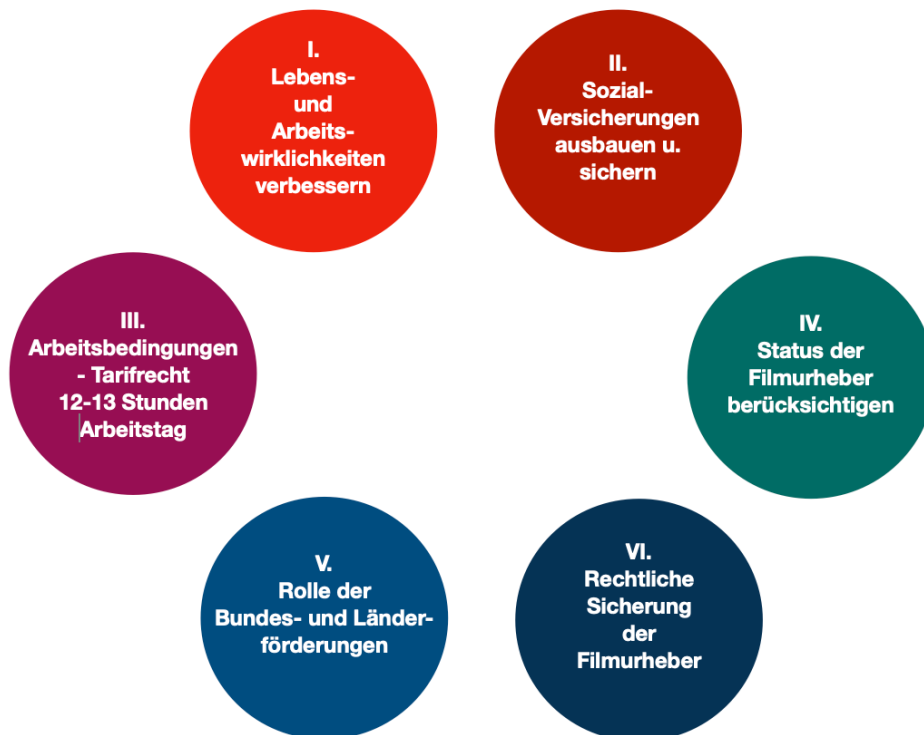 I.
Lebens-
und
Arbeits-
wirklichkeiten
verbessern
II.
Sozial-
Versicherungen
ausbauen u.
sichern
III.
Arbeitsbedingungen
- Tarifrecht
12-13 Stunden
Arbeitstag
IV.
Status der
Filmurheber
berücksichtigen
V.
Rolle der
Bundes- und Länder-
förderungen
VI.
Rechtliche
Sicherung
der
Filmurheber